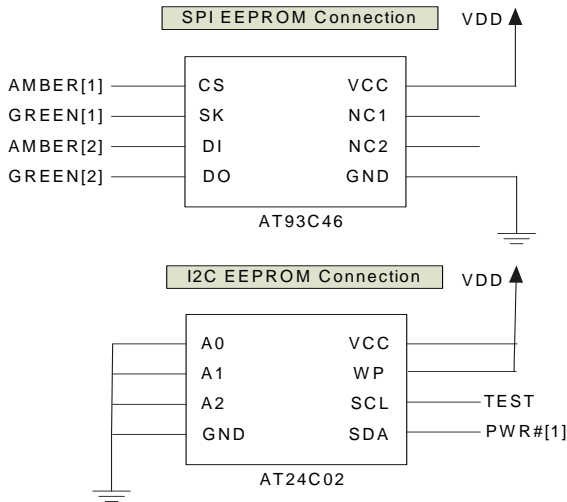 SPI EEPROM Connection
VDD
AMBER[1] CS VCC
GREEN[1] SK NC1
AMBER[2] DI NC2
GREEN[2] DO GND
AT93C46
I2C EEPROM Connection
VDD
A0 VCC
A1 WP
A2 SCL TEST
GND SDA PWR#[1]
AT24C02